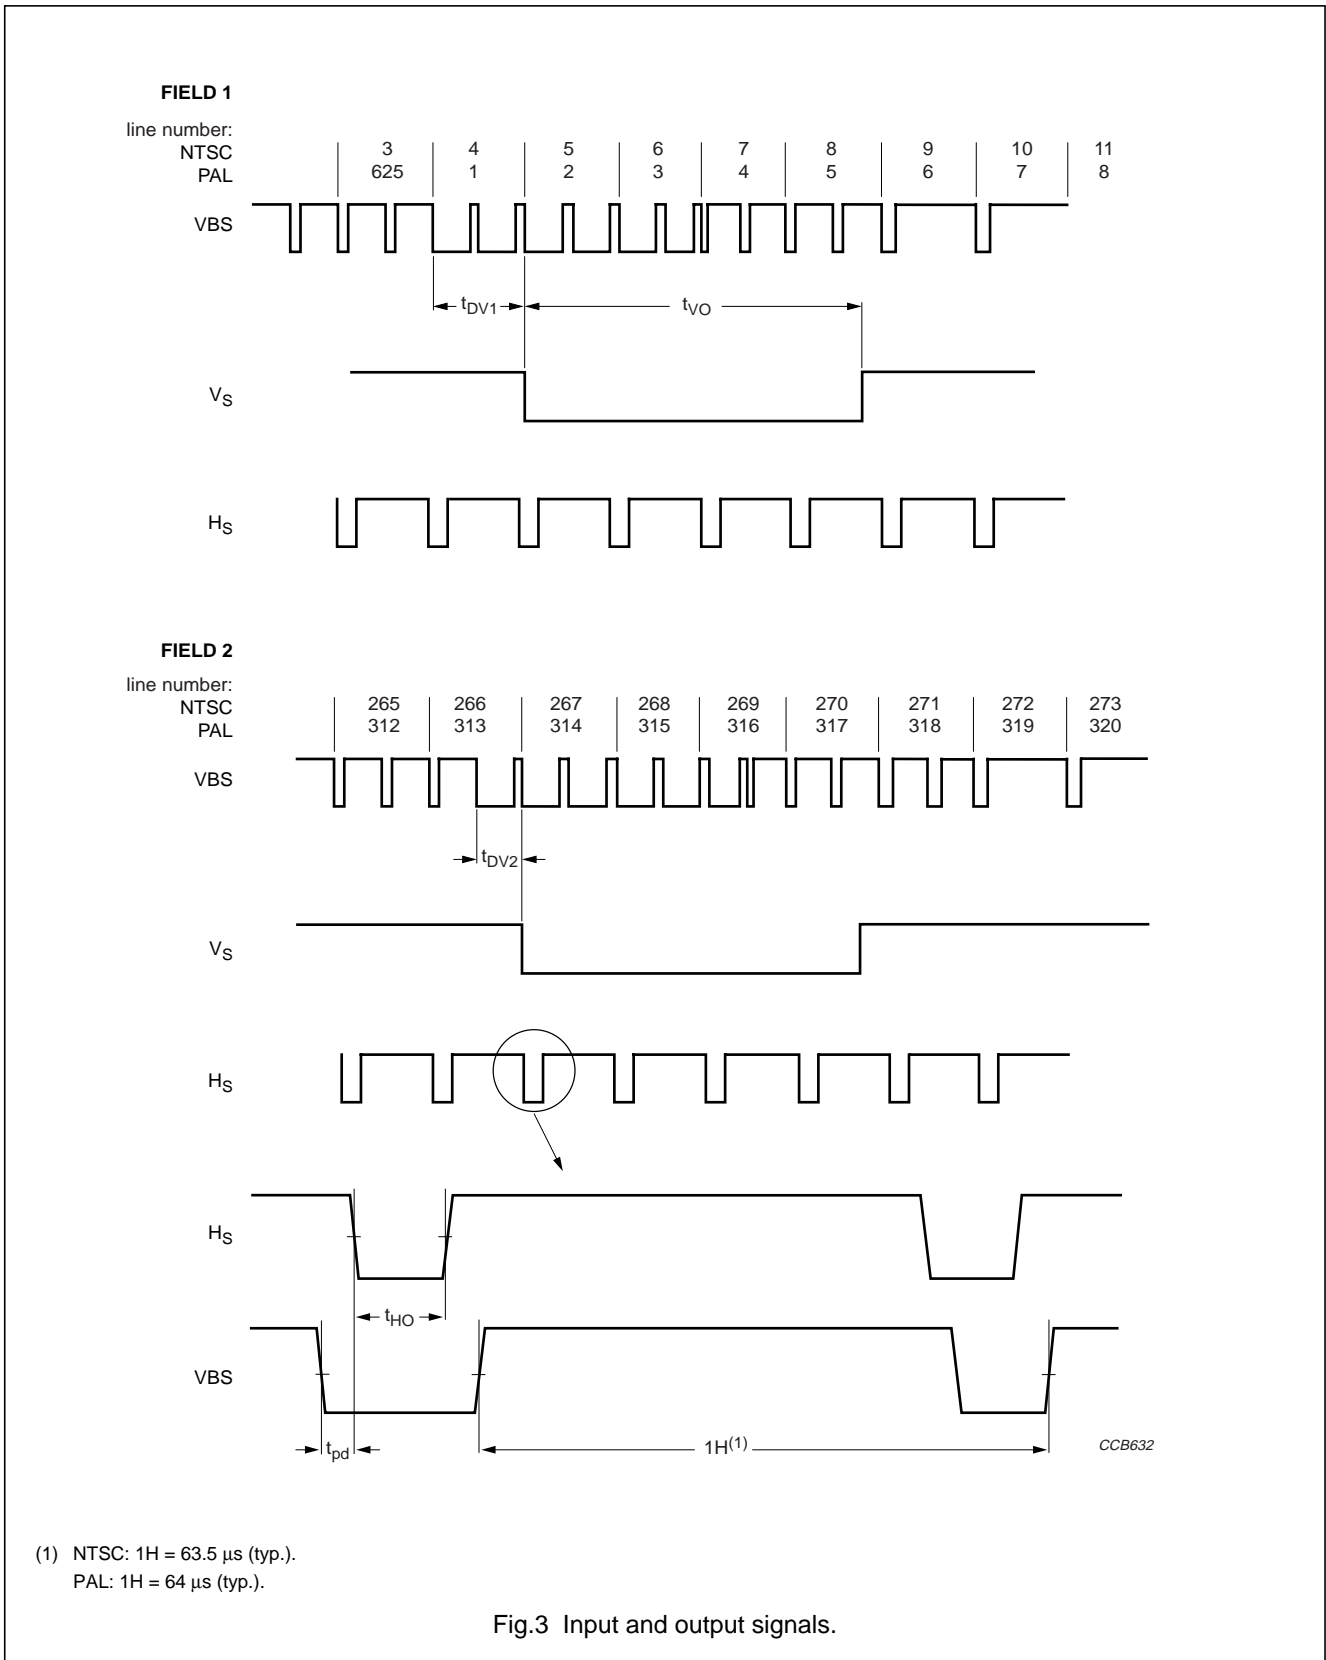 FIELD 1
line number:
NTSC 3 4 5 6 7 8 9 10 11
PAL 625 1 2 3 4 5 6 7 8
VBS
tDV1 tVO
VS
HS
FIELD 2
line number:
NTSC 265 266 267 268 269 270 271 272 273
PAL 312 313 314 315 316 317 318 319 320
VBS
tDV2
VS
HS
HS
tHO
VBS
tpd 1H(1) CCB632
(1) NTSC: 1H = 63.5 μs (typ.).
PAL: 1H = 64 μs (typ.).
Fig.3 Input and output signals.